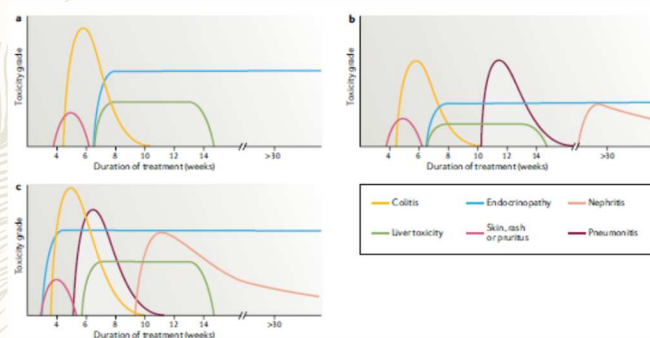 a
Toxicity grade
4 6 8 10 12 14 >30
Duration of treatment (weeks)
b
Toxicity grade
4 6 8 10 12 14 >30
Duration of treatment (weeks)
c
Toxicity grade
4 6 8 10 12 14 >30
Duration of treatment (weeks)
Colitis Endocrinopathy Nephritis
Liver toxicity Skin, rash Pneumonitis
or pruritus